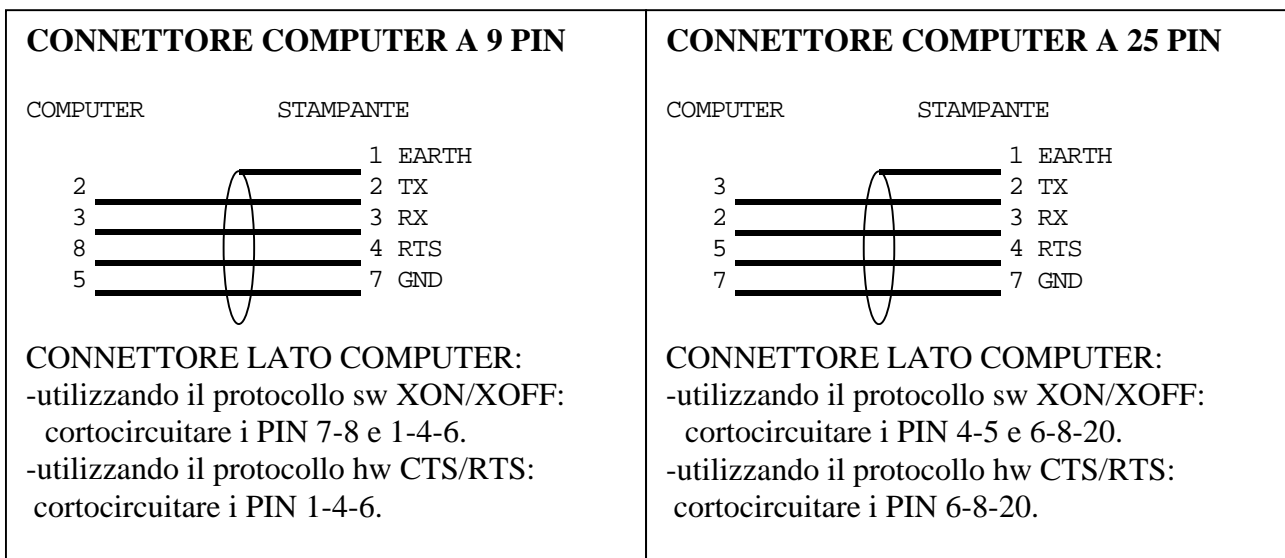 CONNETTORE COMPUTER A 9 PIN
COMPUTER STAMPANTE
1 EARTH
2 2 TX
3 3 RX
8 4 RTS
5 7 GND
CONNETTORE LATO COMPUTER:
-utilizzando il protocollo sw XON/XOFF:
cortocircuitare i PIN 7-8 e 1-4-6.
-utilizzando il protocollo hw CTS/RTS:
cortocircuitare i PIN 1-4-6.
CONNETTORE COMPUTER A 25 PIN
COMPUTER STAMPANTE
1 EARTH
3 2 TX
2 3 RX
5 4 RTS
7 7 GND
CONNETTORE LATO COMPUTER:
-utilizzando il protocollo sw XON/XOFF:
cortocircuitare i PIN 4-5 e 6-8-20.
-utilizzando il protocollo hw CTS/RTS:
cortocircuitare i PIN 6-8-20.